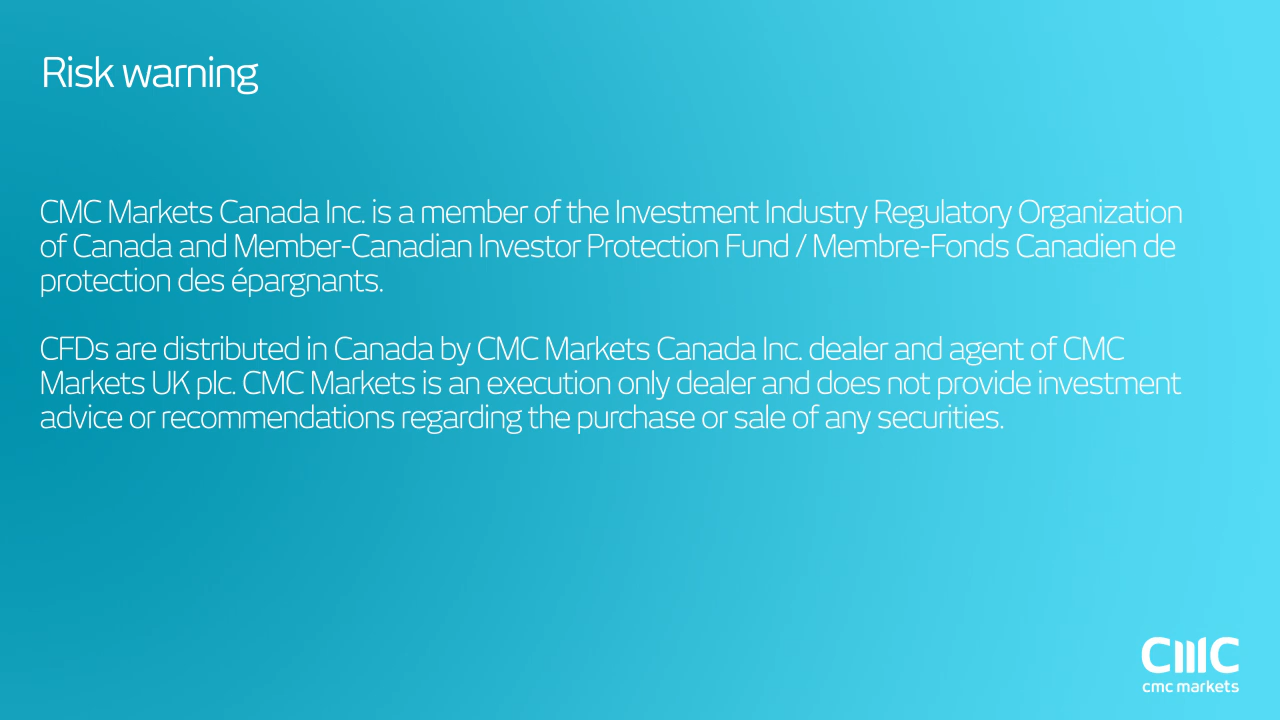 Risk warning
CMC Markets Canada Inc. is a member of the Investment Industry Regulatory Organization
of Canada and Member-Canadian Investor Protection Fund / Membre-Fonds Canadien de
protection des épargnants.
CFDs are distributed in Canada by CMC Markets Canada Inc. dealer and agent of CMC
Markets UK plc. CMC Markets is an execution only dealer and does not provide investment
advice or recommendations regarding the purchase or sale of any securities.
CMC
cmc markets